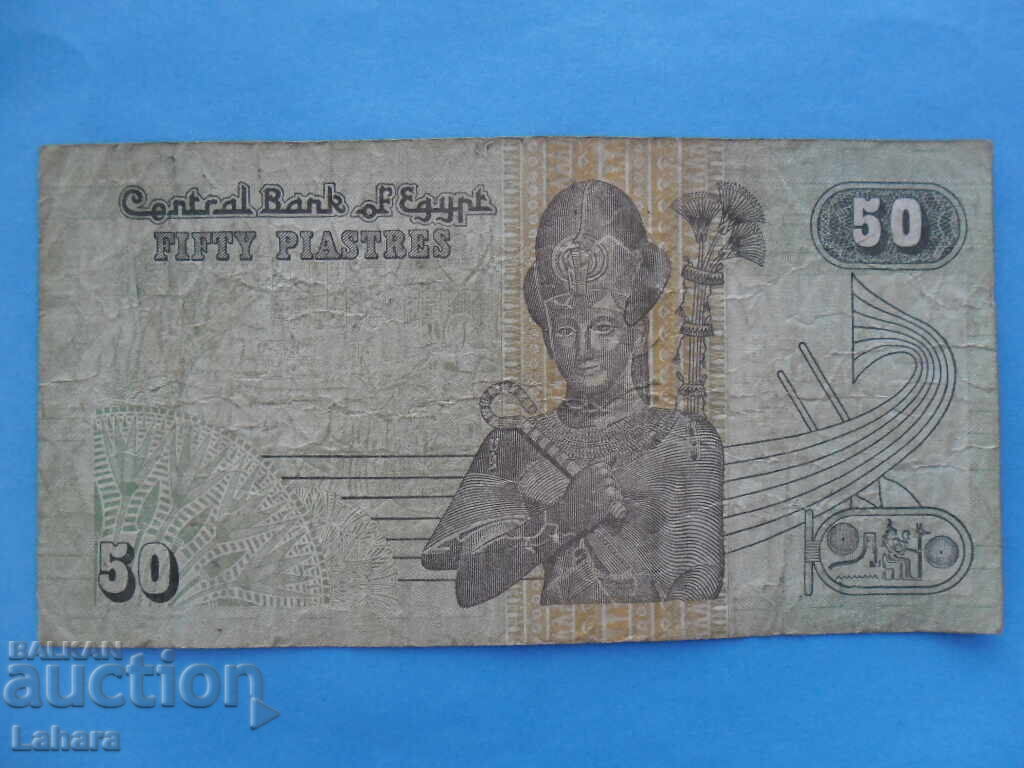 Central Bank of Egypt
FIFTY PIASTRES
50
50
BALKAN
auction
Lahara